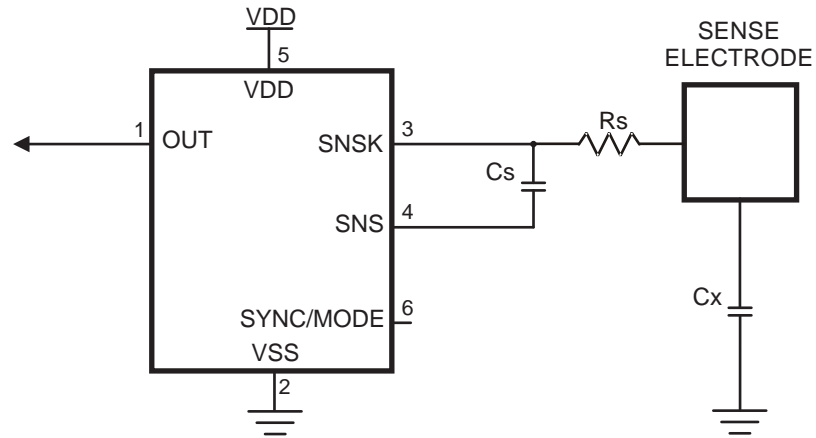 VDD
5
VDD
SENSE
ELECTRODE
1
OUT
SNSK
3
Rs
Cs
SNS
4
SYNC/MODE
6
Cx
VSS
2